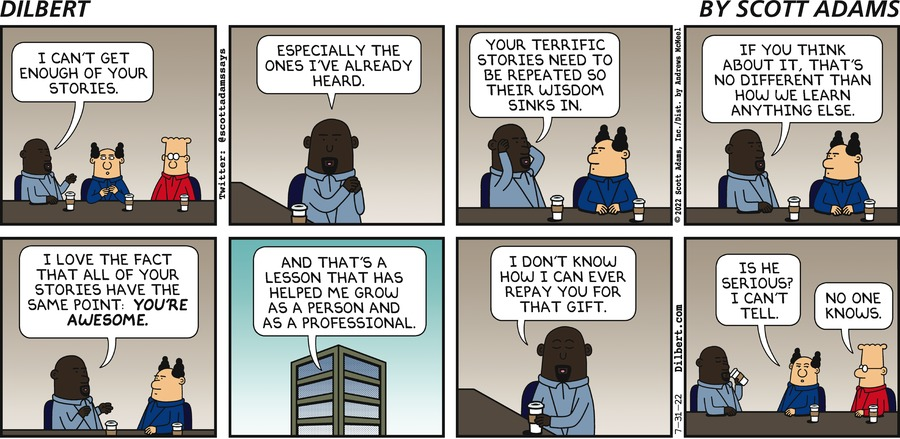 DILBERT
BY SCOTT ADAMS
I CAN'T GET
ENOUGH OF YOUR
STORIES.
Twitter: @scottadamssays
ESPECIALLY THE
ONES I'VE ALREADY
HEARD.
YOUR TERRIFIC
STORIES NEED TO
BE REPEATED SO
THEIR WISDOM
SINKS IN.
©2022 Scott Adams, Inc./Dist. by Andrews McMeel
IF YOU THINK
ABOUT IT, THAT'S
NO DIFFERENT THAN
HOW WE LEARN
ANYTHING ELSE.
I LOVE THE FACT
THAT ALL OF YOUR
STORIES HAVE THE
SAME POINT: YOU'RE
AWESOME.
AND THAT'S A
LESSON THAT HAS
HELPED ME GROW
AS A PERSON AND
AS A PROFESSIONAL.
I DON'T KNOW
HOW I CAN EVER
REPAY YOU FOR
THAT GIFT.
7-31-22 Dilbert.com
IS HE
SERIOUS?
I CAN'T
TELL.
NO ONE
KNOWS.